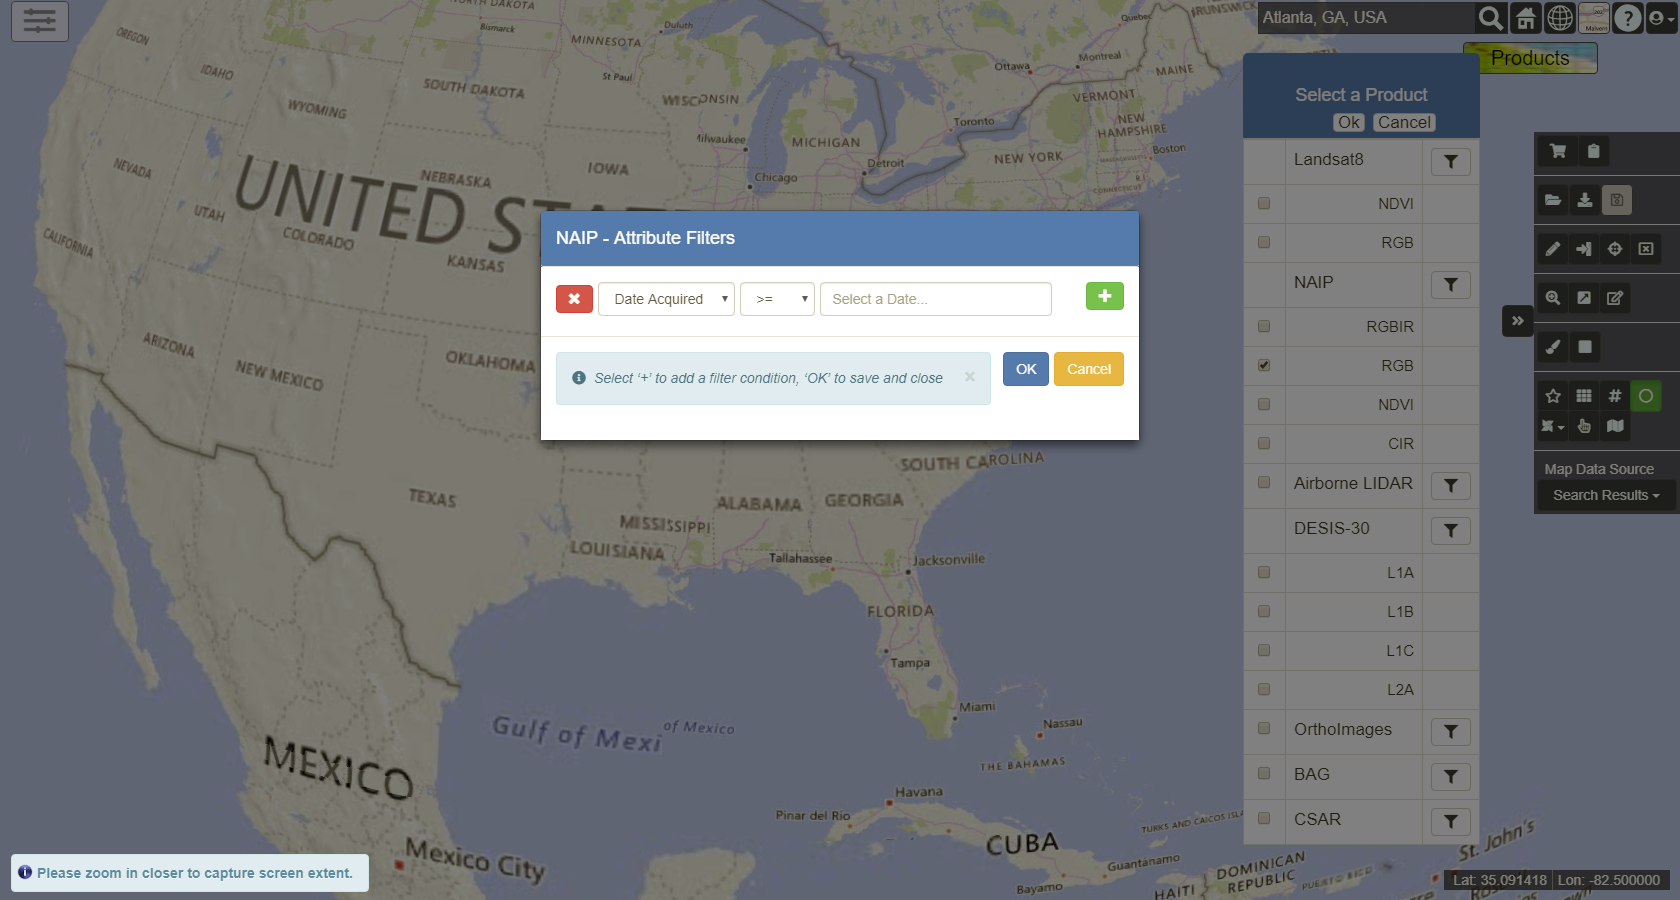 Atlanta, GA, USA
Malvern
Products
Select a Product
Ok Cancel
Landsat8
NDVI
RGB
NAIP
RGBIR
RGB
NDVI
CIR
Airborne LIDAR
DESIS-30
L1A
L1B
L1C
L2A
OrthoImages
BAG
CSAR
Map Data Source
Search Results
NAIP - Attribute Filters
Date Acquired >= Select a Date...
Select ‘+’ to add a filter condition, ‘OK’ to save and close
OK Cancel
NORTH DAKOTA
Bismarck
Duluth
MINNESOTA
St Paul
OREGON
IDAHO
WYOMING
SOUTH DAKOTA
WISCONSIN
Milwaukee
MICHIGAN
Detroit
Chicago
IOWA
NEBRASKA
NEVADA
UTAH
COLORADO
KANSAS
CALIFORNIA
UNITED ST
ARIZONA
NEW MEXICO
OKLAHOMA
TEXAS
Quebec
Ottawa
Montreal
MAINE
VERMONT
NEW HAMPSHIRE
Toronto
NEW YORK
Boston
MASSACHUSETTS
CONNECTICUT
SOUTH CAROLINA
ALABAMA
GEORGIA
MISSISSIPPI
LOUISIANA
Tallahassee
Jacksonville
FLORIDA
Tampa
Miami
Nassau
THE BAHAMAS
Gulf of Mexi
of Mexico
MEXICO
Mexico City
Havana
Pinar del Rio
CUBA
TURKS AND CAICOS ISLA
Guantanamo
Bayamo
HAITI
DOMINICAN
REPUBLIC
PUERTO RICO
St. John's
Please zoom in closer to capture screen extent.
Lat: 35.091418 Lon: -82.500000